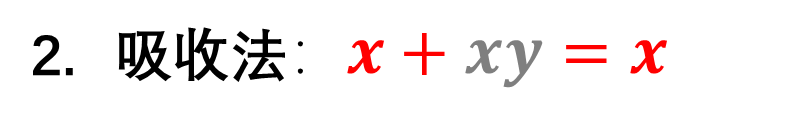 2. 吸收法：x + xy = x